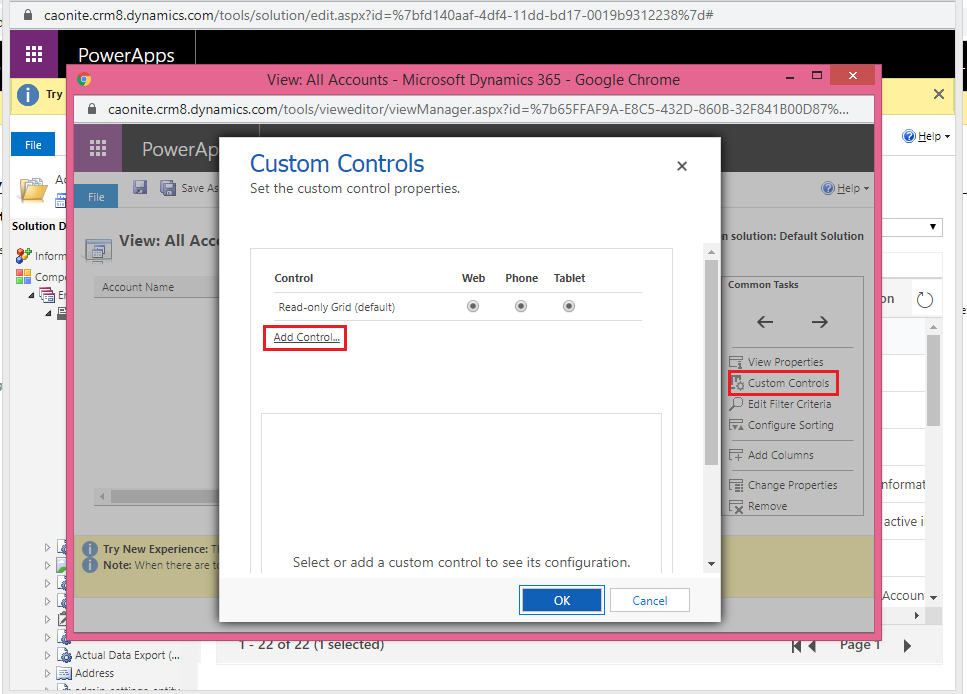 caonite.crm8.dynamics.com/tools/solution/edit.aspx?id=%7bfd140aaf-4df4-11dd-bd17-0019b9312238%7d#
PowerApps
Try
View: All Accounts - Microsoft Dynamics 365 - Google Chrome
caonite.crm8.dynamics.com/tools/vieweditor/viewManager.aspx?id=%7b65FFAF9A-E8C5-432D-860B-32F841B00D87%...
File
Help
PowerAp
File
Save As
Help
Solution D
Inform
Compo
En
View: All Acco
n solution: Default Solution
Account Name
Custom Controls
Set the custom control properties.
Control Web Phone Tablet
Read-only Grid (default)
Add Control...
Select or add a custom control to see its configuration.
OK Cancel
Common Tasks
View Properties
Custom Controls
Edit Filter Criteria
Configure Sorting
Add Columns
Change Properties
Remove
on
nformat
active i
Accoun
Try New Experience: T
Note: When there are to
1 - 22 of 22 (1 selected)
Page 1
Actual Data Export (...
Address